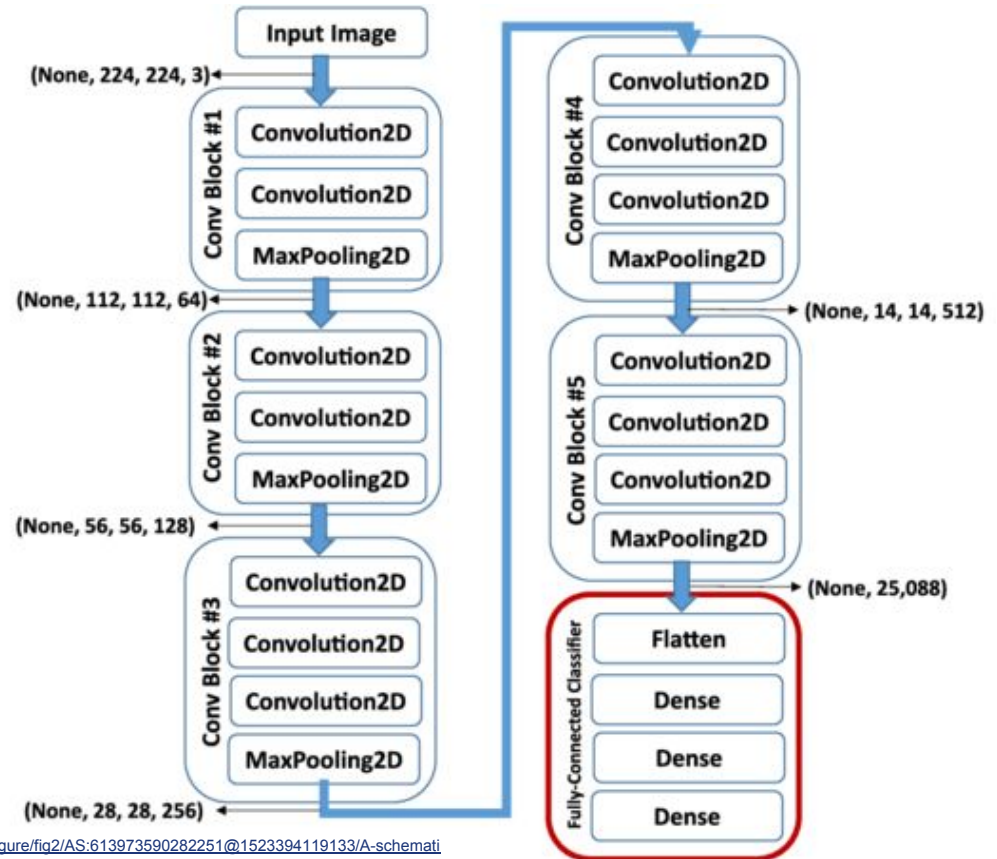 Input Image
(None, 224, 224, 3)
Conv Block #1
Convolution2D
Convolution2D
MaxPooling2D
(None, 112, 112, 64)
Conv Block #2
Convolution2D
Convolution2D
MaxPooling2D
(None, 56, 56, 128)
Conv Block #3
Convolution2D
Convolution2D
Convolution2D
MaxPooling2D
(None, 28, 28, 256)
Conv Block #4
Convolution2D
Convolution2D
Convolution2D
MaxPooling2D
(None, 14, 14, 512)
Conv Block #5
Convolution2D
Convolution2D
Convolution2D
MaxPooling2D
(None, 25,088)
Fully-Connected Classifier
Flatten
Dense
Dense
Dense
gure/fig2/AS:613973590282251@1523394119133/A-schemati